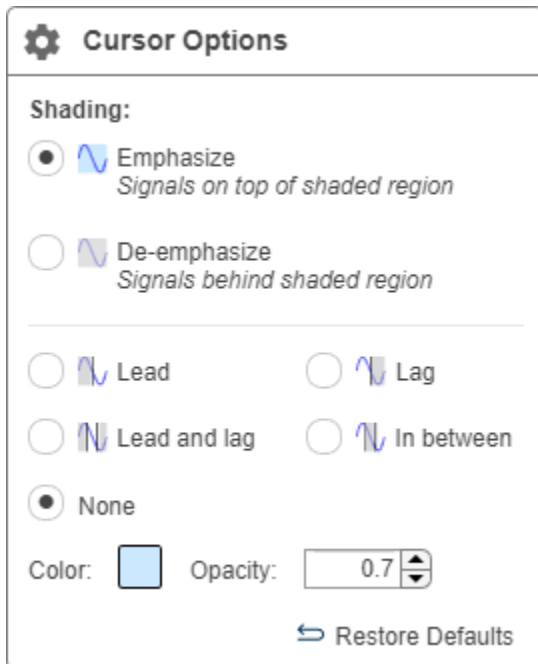 Cursor Options
Shading:
Emphasize
Signals on top of shaded region
De-emphasize
Signals behind shaded region
Lead
Lag
Lead and lag
In between
None
Color: Opacity: 0.7
Restore Defaults